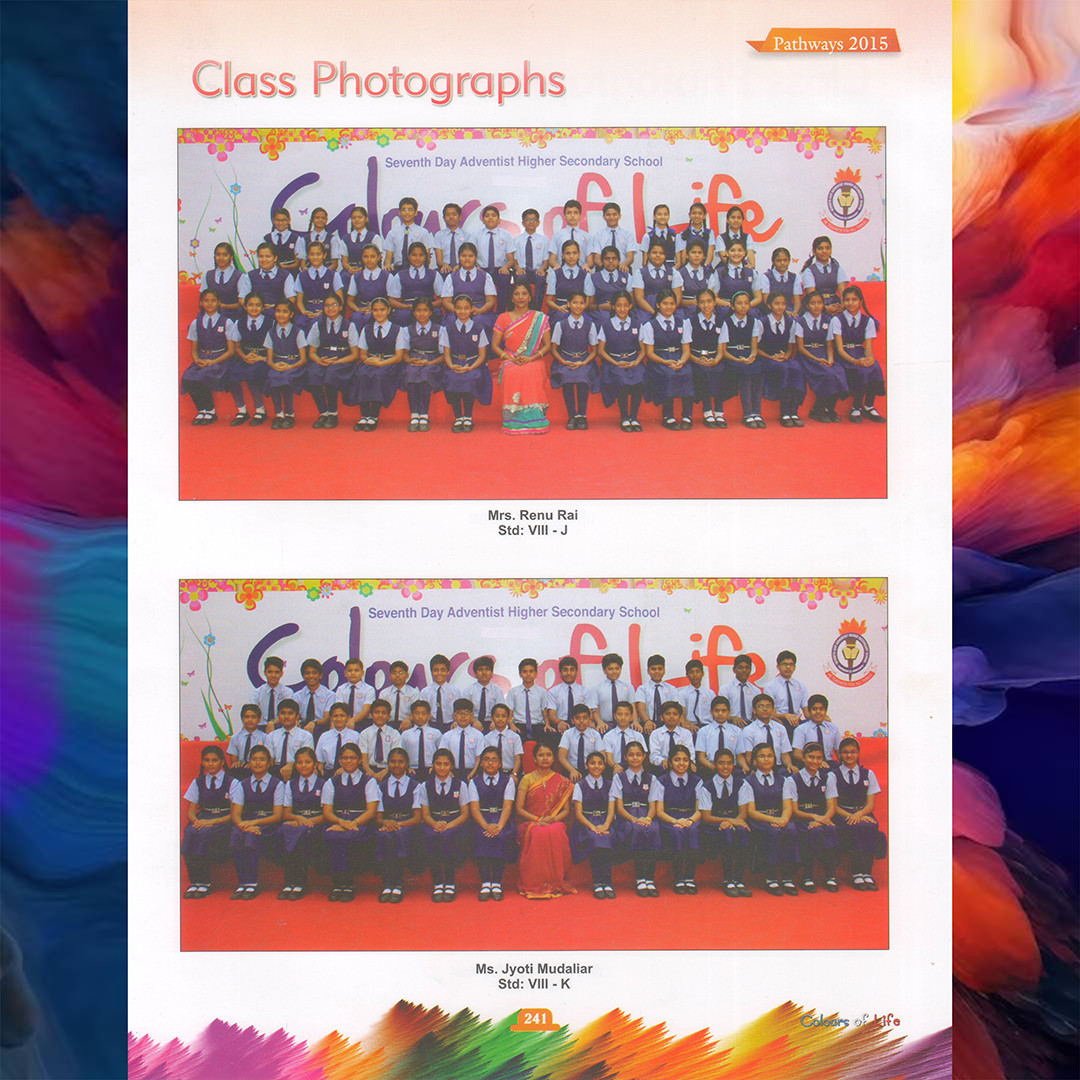 Pathways 2015
Class Photographs
Seventh Day Adventist Higher Secondary School
Colours of Life
Mrs. Renu Rai
Std: VIII - J
Seventh Day Adventist Higher Secondary School
Colours of Life
Ms. Jyoti Mudaliar
Std: VIII - K
241
Colours of Life